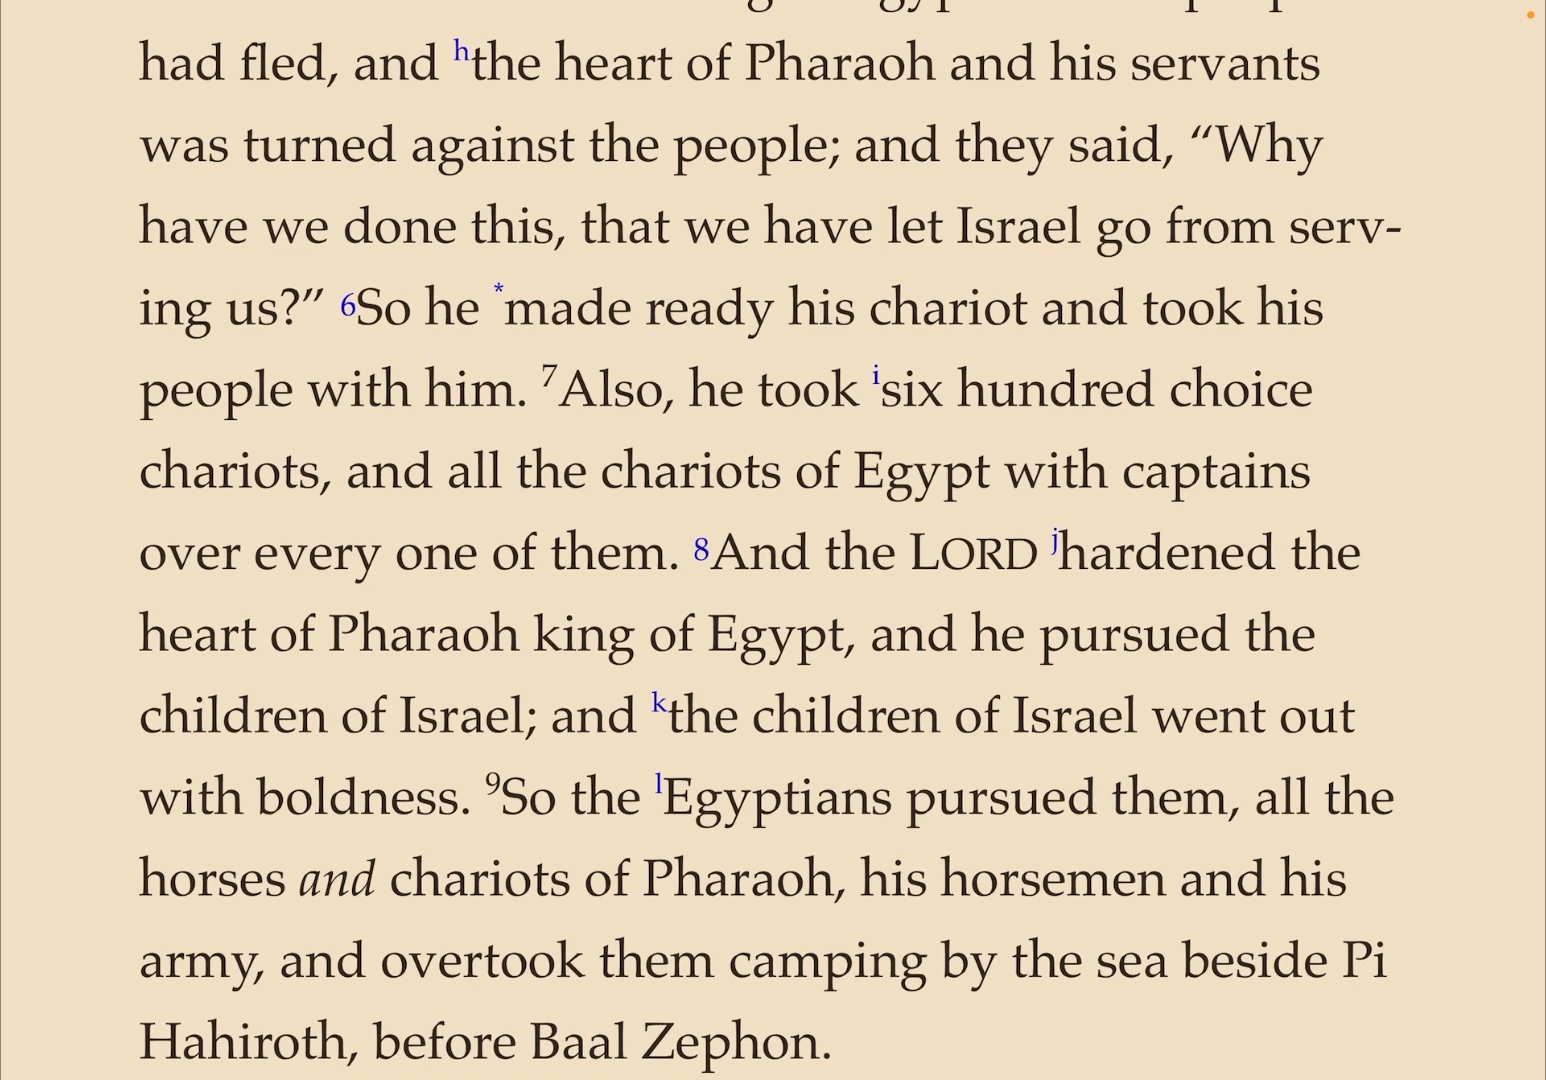 had fled, and hthe heart of Pharaoh and his servants
was turned against the people; and they said, “Why
have we done this, that we have let Israel go from serv-
ing us?” 6So he *made ready his chariot and took his
people with him. 7Also, he took isix hundred choice
chariots, and all the chariots of Egypt with captains
over every one of them. 8And the LORD jhardened the
heart of Pharaoh king of Egypt, and he pursued the
children of Israel; and kthe children of Israel went out
with boldness. 9So the lEgyptians pursued them, all the
horses and chariots of Pharaoh, his horsemen and his
army, and overtook them camping by the sea beside Pi
Hahiroth, before Baal Zephon.